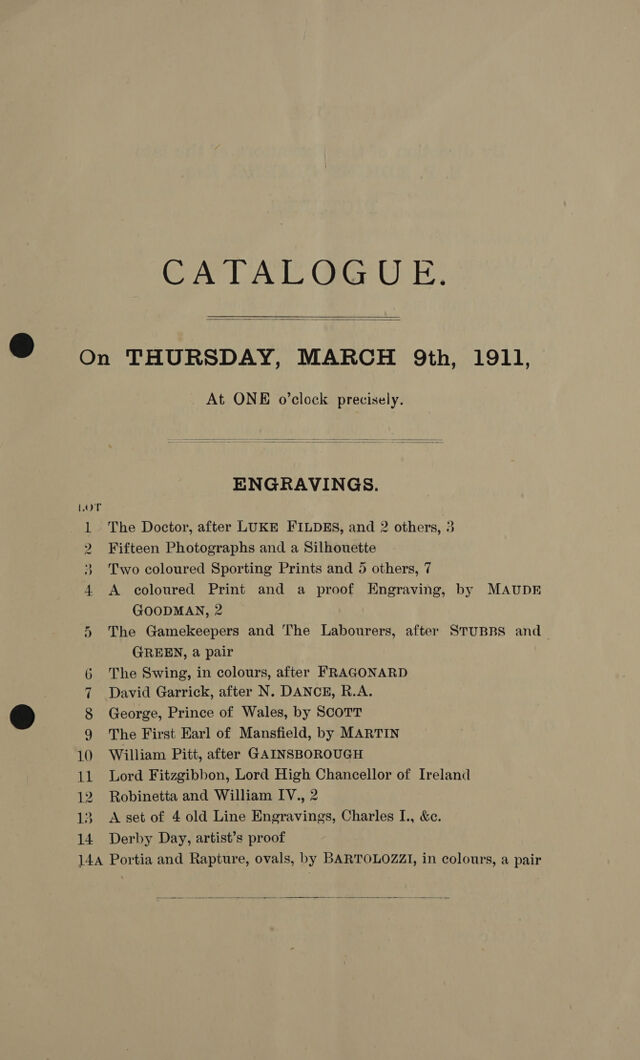 CATALOGUE.
On THURSDAY, MARCH 9th, 1911,
At ONE o'clock precisely.
ENGRAVINGS.
LOT
1 The Doctor, after LUKE FILDES, and 2 others, 3
2 Fifteen Photographs and a Silhouette
3 Two coloured Sporting Prints and 5 others, 7
4 A coloured Print and a proof Engraving, by MAUDE
GOODMAN, 2
5 The Gamekeepers and The Labourers, after STUBBS and
GREEN, a pair
6 The Swing, in colours, after FRAGONARD
7 David Garrick, after N. DANCE, R.A.
8 George, Prince of Wales, by SCOTT
9 The First Earl of Mansfield, by MARTIN
10 William Pitt, after GAINSBOROUGH
11 Lord Fitzgibbon, Lord High Chancellor of Ireland
12 Robinetta and William IV., 2
13 A set of 4 old Line Engravings, Charles I., &c.
14 Derby Day, artist's proof
14A Portia and Rapture, ovals, by BARTOLOZZI, in colours, a pair